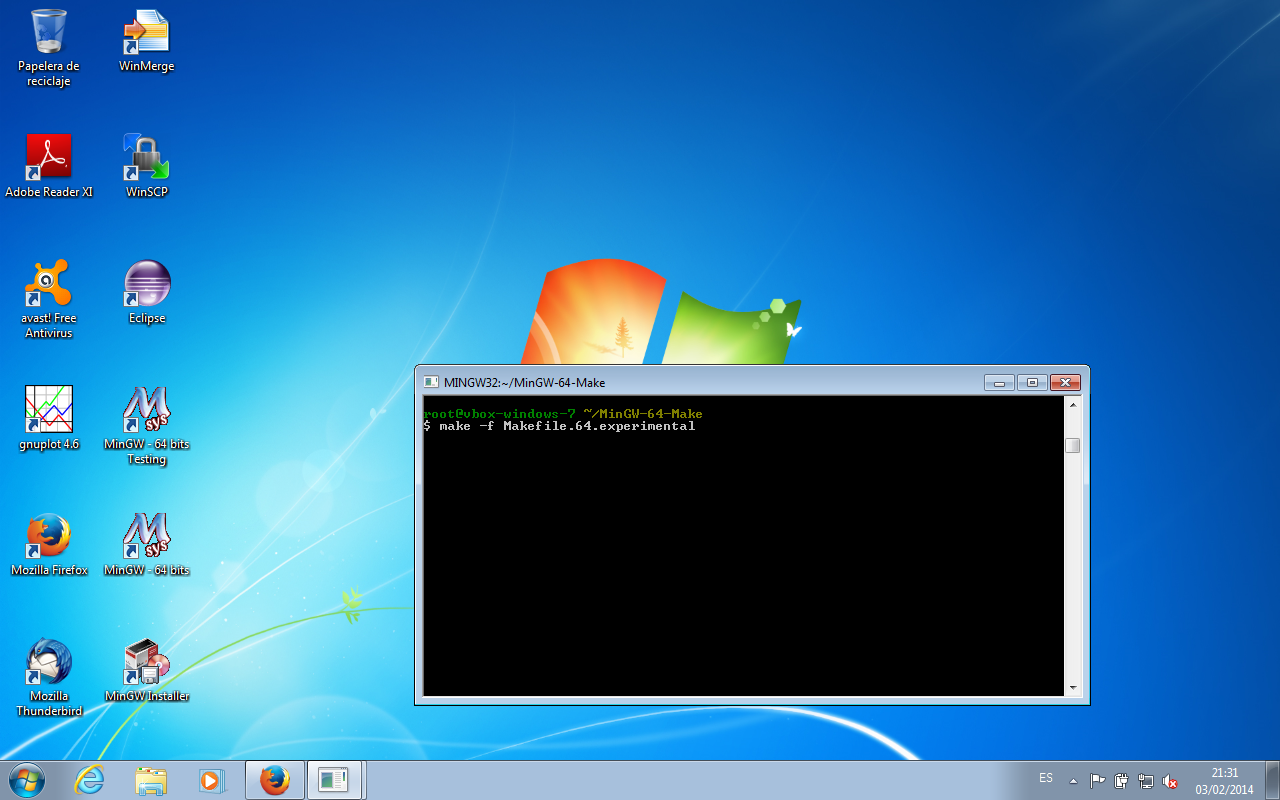 Papelera de
reciclaje
WinMerge
Adobe Reader XI
WinSCP
avast! Free
Antivirus
Eclipse
gnuplot 4.6
MinGW - 64 bits
Testing
Mozilla Firefox
MinGW - 64 bits
Mozilla
Thunderbird
MinGW Installer
MINGW32:~/MinGW-64-Make
root@vbox-windows-7 ~/MinGW-64-Make
$ make -f Makefile.64.experimental
ES
21:31
03/02/2014